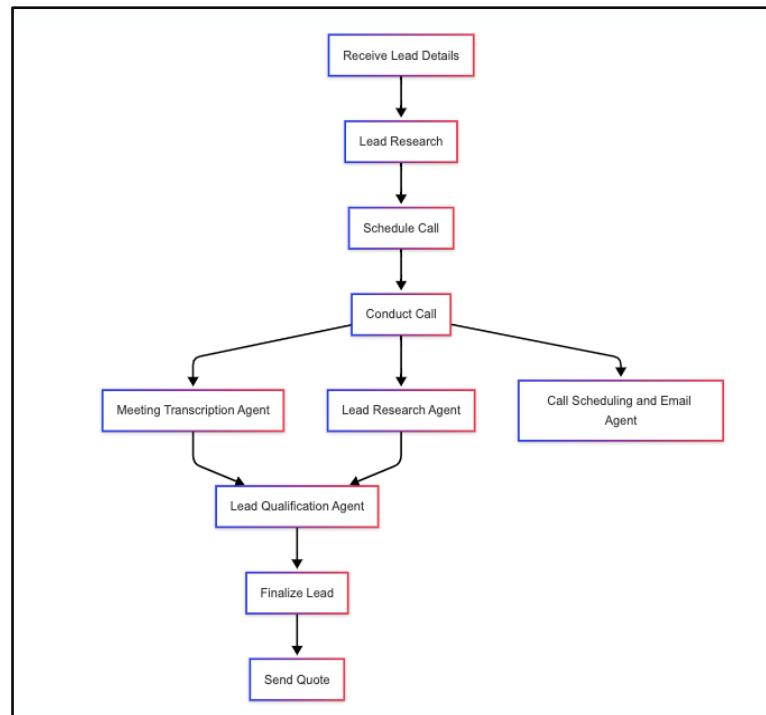 Receive Lead Details
Lead Research
Schedule Call
Conduct Call
Meeting Transcription Agent
Lead Research Agent
Call Scheduling and Email
Agent
Lead Qualification Agent
Finalize Lead
Send Quote